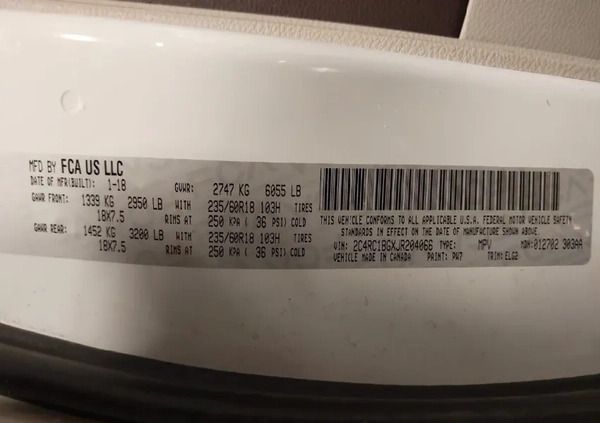 MFD BY FCA US LLC
DATE OF MFR(BUILT): 1-18 GVWR: 2747 KG 6055 LB
GAWR FRONT: 1339 KG 2950 LB WITH 235/60R18 103H TIRES
18X7.5 RIMS AT 250 KPA ( 36 PSI) COLD
GAWR REAR: 1452 KG 3200 LB WITH 235/60R18 103H TIRES
18X7.5 RIMS AT 250 KPA ( 36 PSI) COLD
THIS VEHICLE CONFORMS TO ALL APPLICABLE U.S.A. FEDERAL MOTOR VEHICLE SAFETY
STANDARDS IN EFFECT ON THE DATE OF MANUFACTURE SHOWN ABOVE.
VIN: 2C4RC1BGXJR204066 TYPE: MPV MDH: 012702 303AA
VEHICLE MADE IN CANADA PAINT: PW7 TRIM: ELG2